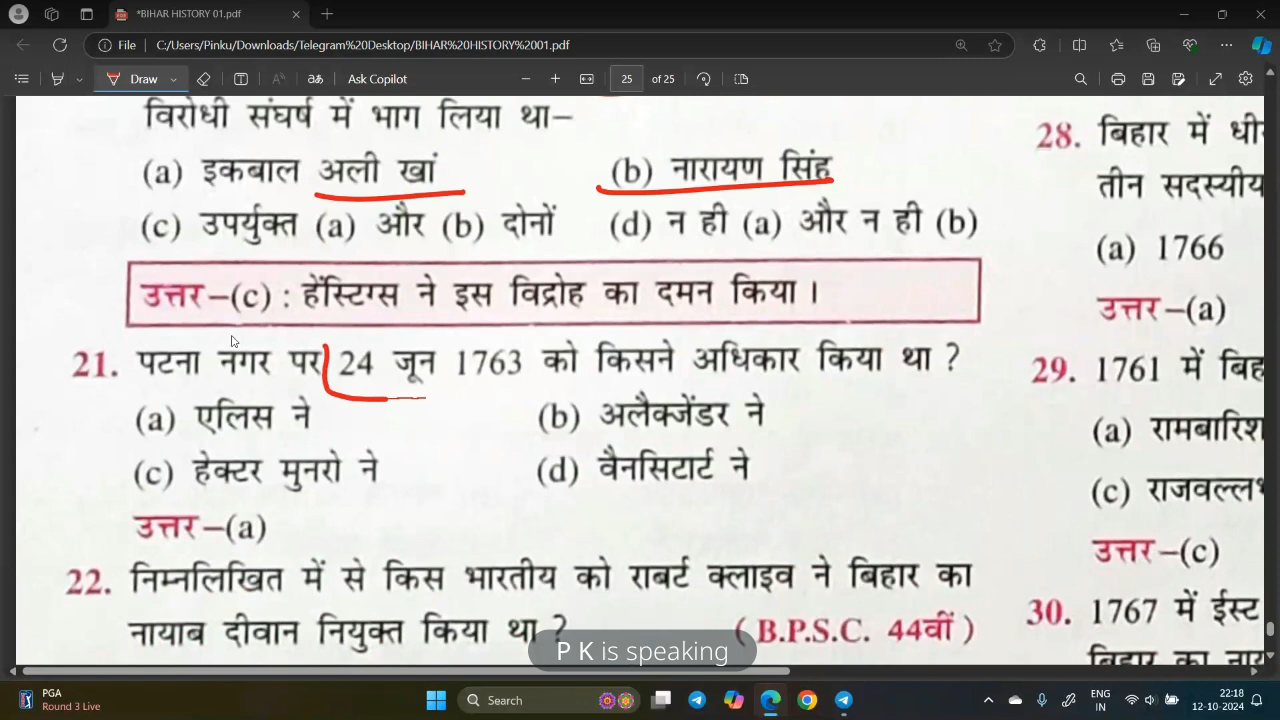 *BIHAR HISTORY 01.pdf
File
C:/Users/Pinku/Downloads/Telegram%20Desktop/BIHAR%20HISTORY%2001.pdf
Draw
Ask Copilot
25 of 25
विरोधी संघर्ष में भाग लिया था–
(a) इकबाल अली खां (b) नारायण सिंह
(c) उपर्युक्त (a) और (b) दोनों (d) न ही (a) और न ही (b)
उत्तर–(c) : हेंस्टिग्स ने इस विद्रोह का दमन किया।
21. पटना नगर पर 24 जून 1763 को किसने अधिकार किया था ?
(a) एलिस ने (b) अलैक्जेंडर ने
(c) हेक्टर मुनरो ने (d) वैनसिटार्ट ने
उत्तर–(a)
22. निम्नलिखित में से किस भारतीय को राबर्ट क्लाइव ने बिहार का
नायाब दीवान नियुक्त किया था ? ( B.P.S.C. 44वीं )
28. बिहार में
तीन सदस्यीय
(a) 1766
उत्तर–(a)
29. 1761 में
(a)
(c)
उत्तर–(c)
30. 1767 में ईस्ट
बिहार का
P K is speaking
PGA
Round 3 Live
Search
ENG
IN
22:18
12-10-2024